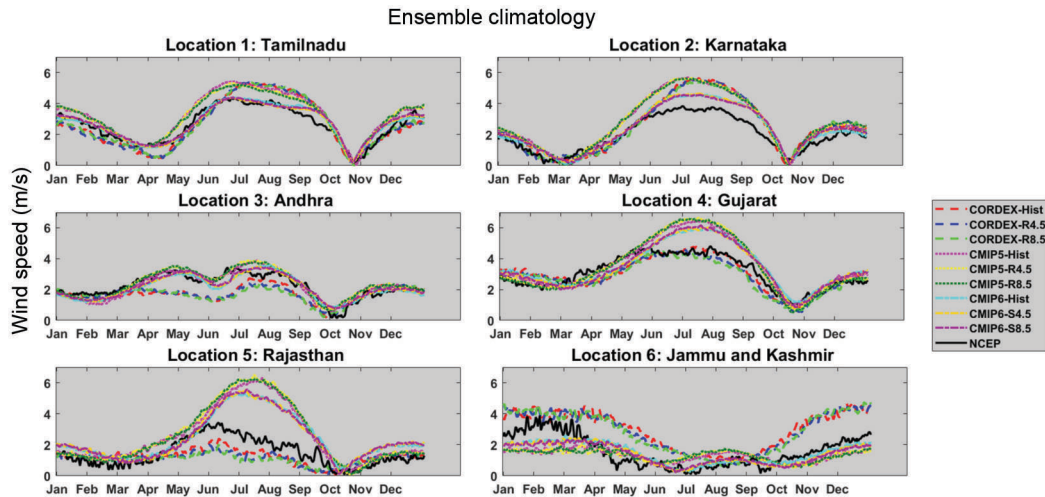 Ensemble climatology
Location 1: Tamilnadu
Location 2: Karnataka
6
4
2
0
Jan Feb Mar Apr May Jun Jul Aug Sep Oct Nov Dec
6
4
2
0
Jan Feb Mar Apr May Jun Jul Aug Sep Oct Nov Dec
Wind speed (m/s)
Location 3: Andhra
Location 4: Gujarat
6
4
2
0
Jan Feb Mar Apr May Jun Jul Aug Sep Oct Nov Dec
6
4
2
0
Jan Feb Mar Apr May Jun Jul Aug Sep Oct Nov Dec
Location 5: Rajasthan
Location 6: Jammu and Kashmir
6
4
2
0
Jan Feb Mar Apr May Jun Jul Aug Sep Oct Nov Dec
6
4
2
0
Jan Feb Mar Apr May Jun Jul Aug Sep Oct Nov Dec
CORDEX-Hist
CORDEX-R4.5
CORDEX-R8.5
CMIP5-Hist
CMIP5-R4.5
CMIP5-R8.5
CMIP6-Hist
CMIP6-S4.5
CMIP6-S8.5
NCEP